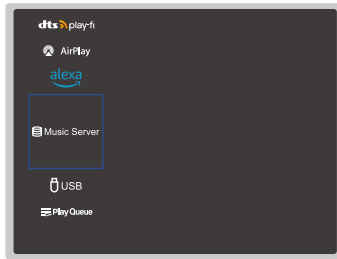 dts play-fi
AirPlay
alexa
Music Server
USB
Play Queue